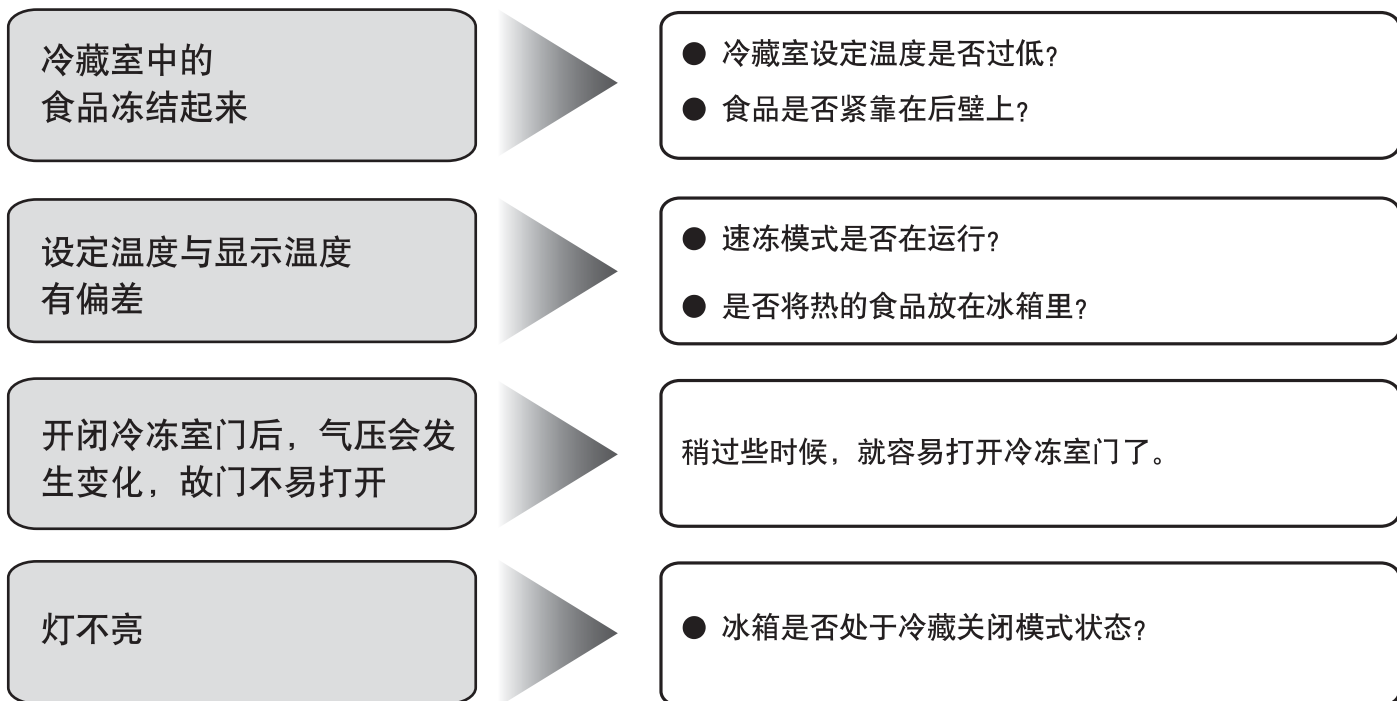 冷藏室中的
食品冻结起来
● 冷藏室设定温度是否过低?
● 食品是否紧靠在后壁上?
设定温度与显示温度
有偏差
● 速冻模式是否在运行?
● 是否将热的食品放在冰箱里?
开闭冷冻室门后，气压会发
生变化，故门不易打开
稍过些时候，就容易打开冷冻室门了。
灯不亮
● 冰箱是否处于冷藏关闭模式状态?